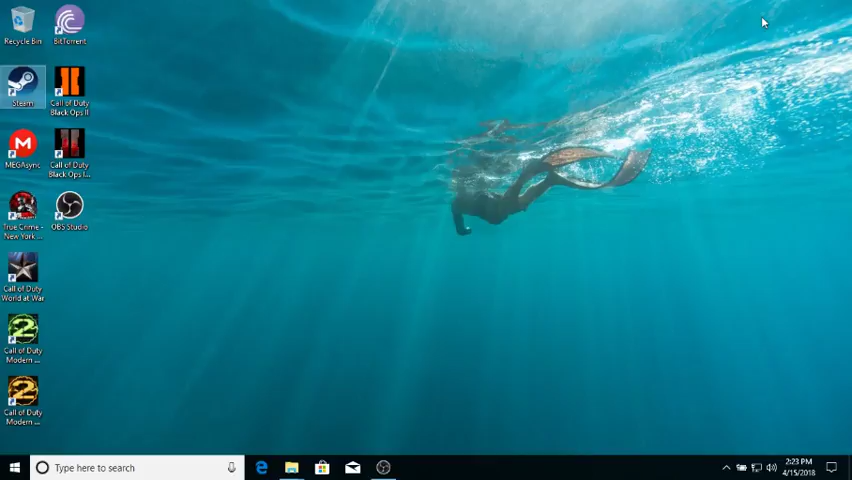 Recycle Bin
BitTorrent
Steam
Call of Duty
Black Ops II
MEGAsync
Call of Duty
Black Ops I...
True Crime -
New York ...
OBS Studio
Call of Duty
World at War
Call of Duty
Modern ...
Call of Duty
Modern ...
Type here to search
2:23 PM
4/15/2018